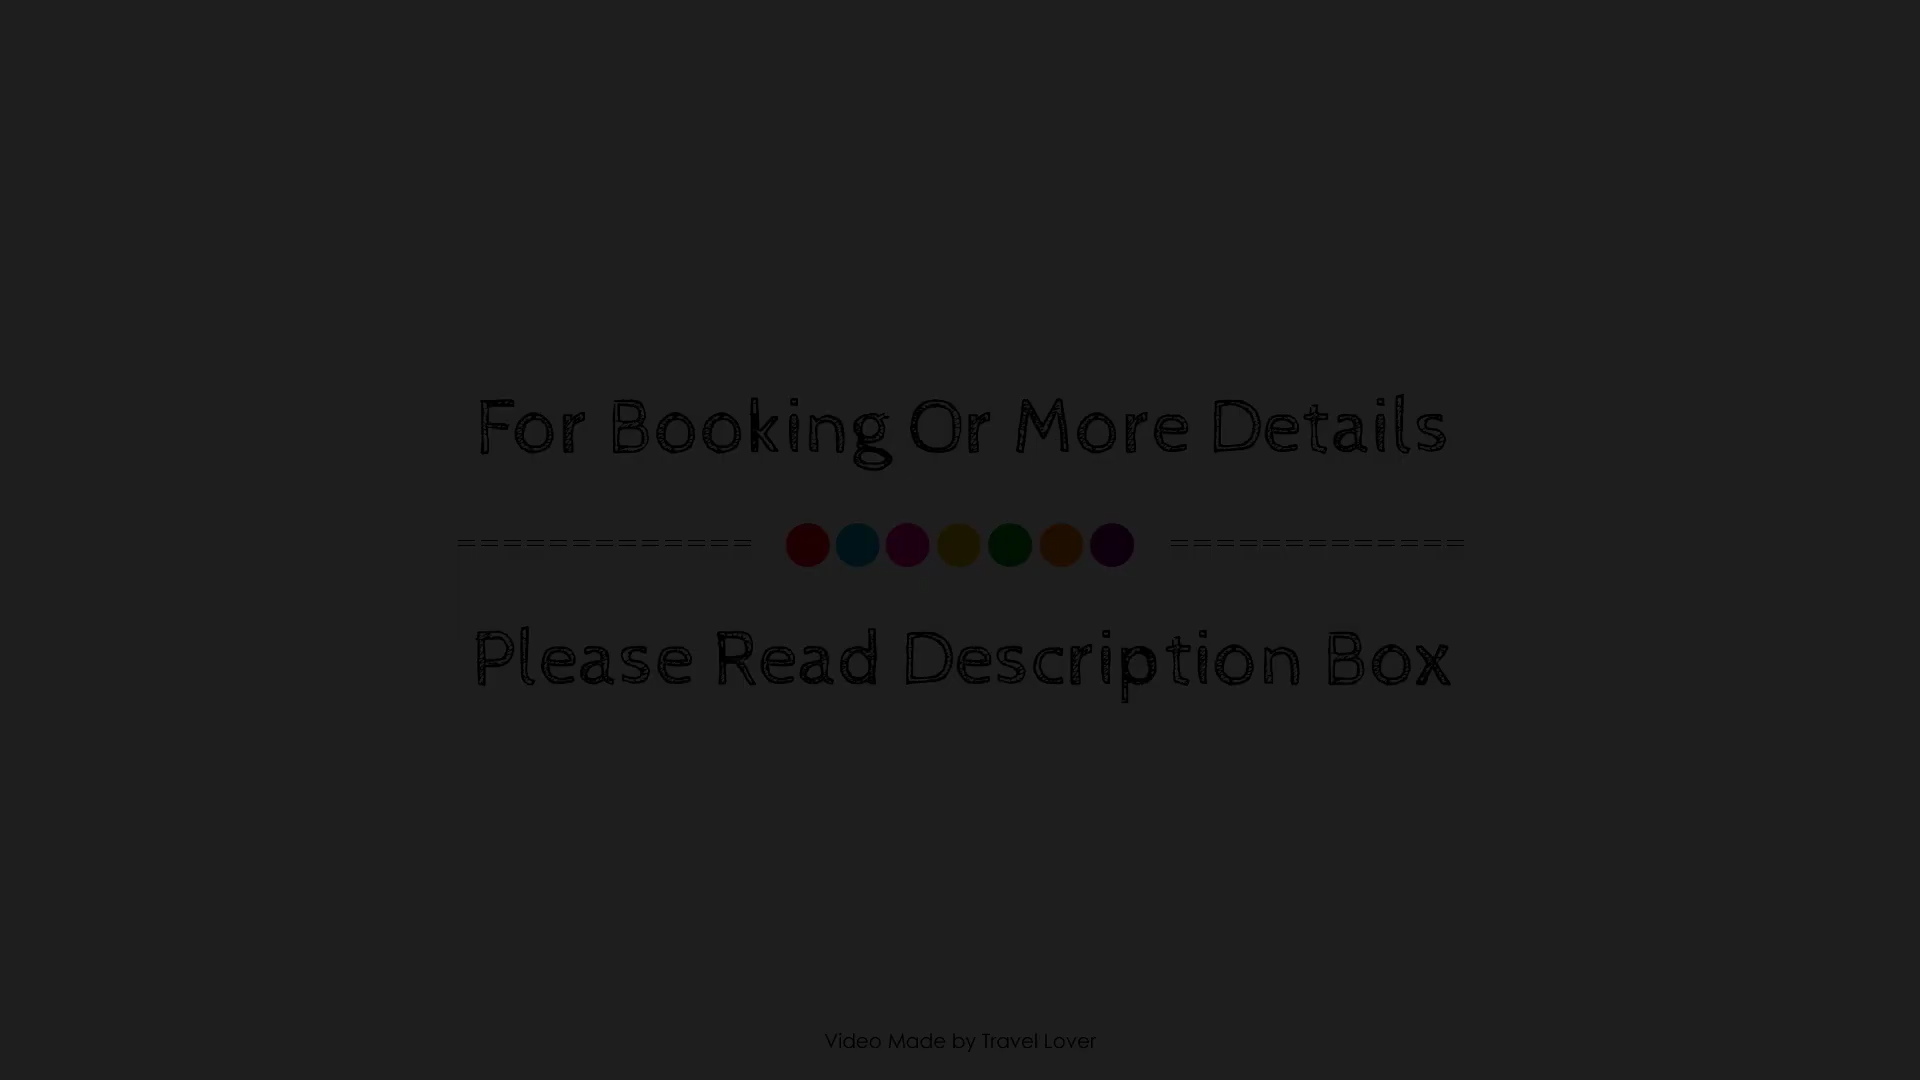 For Booking Or More Details
============= =============
Please Read Description Box
Video Made by Travel Lover